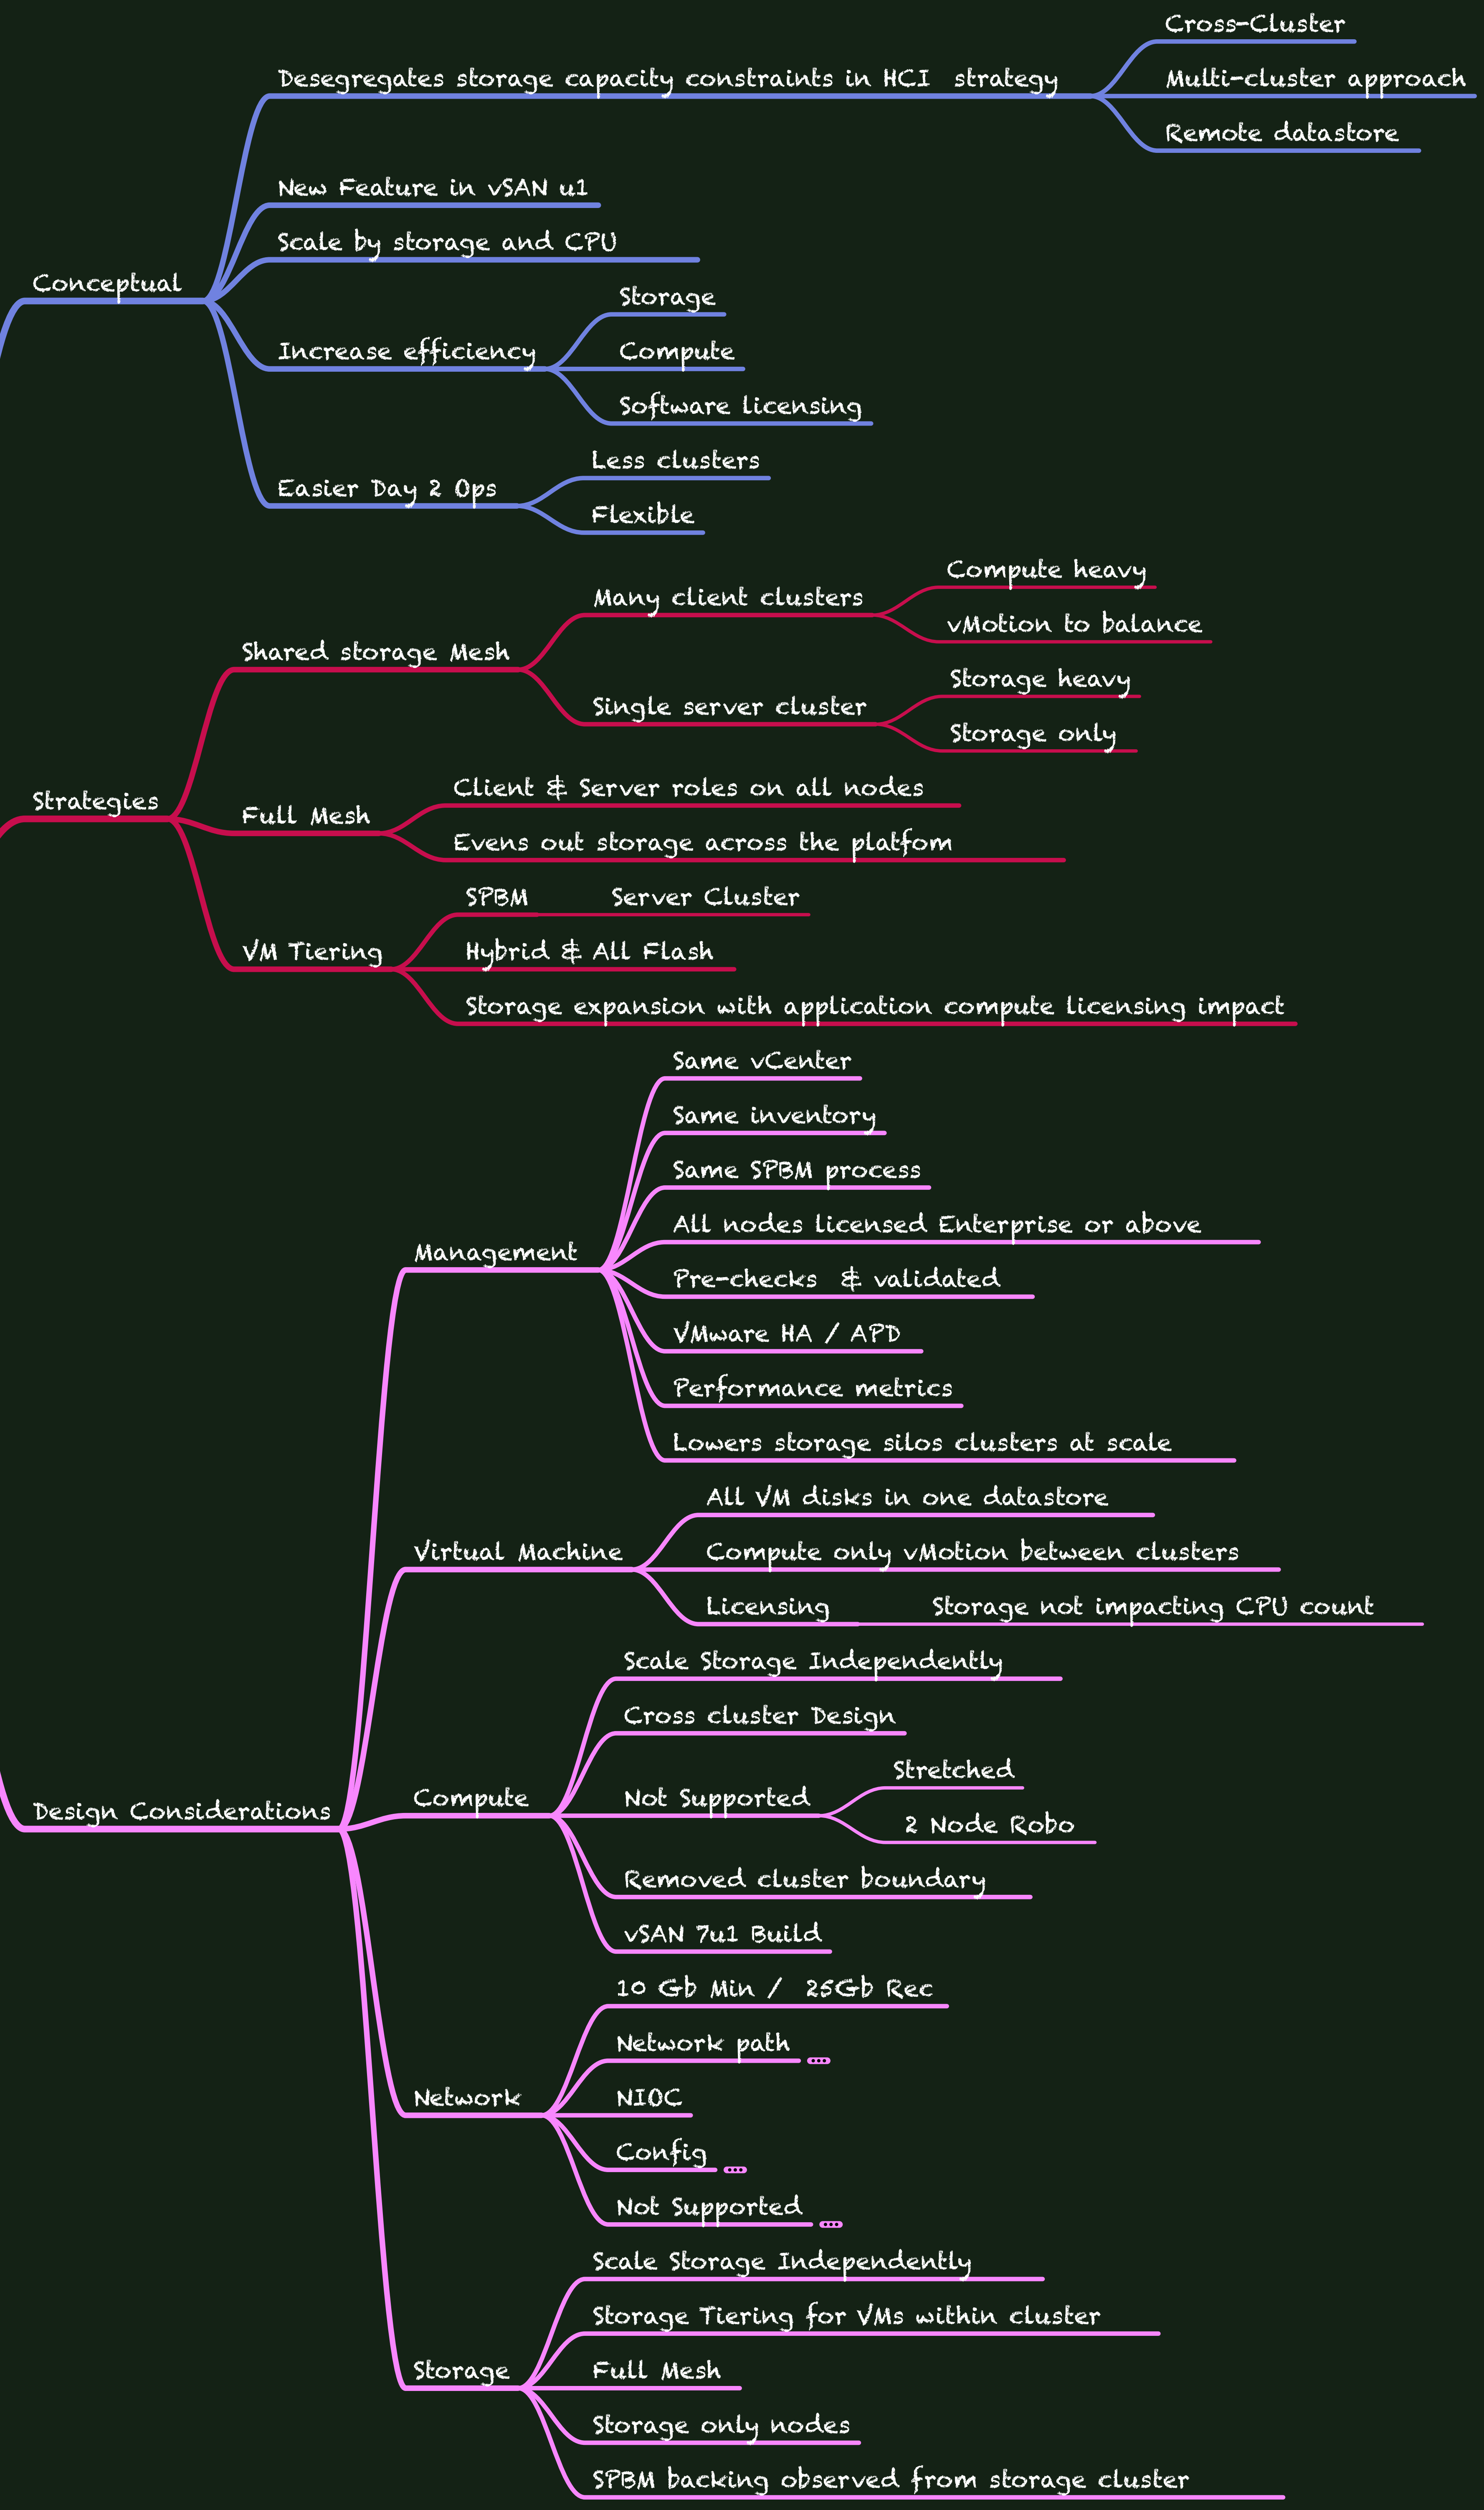 Cross-Cluster
Desegregates storage capacity constraints in HCI strategy
Multi-cluster approach
Remote datastore
New Feature in vSAN u1
Scale by storage and CPU
Conceptual
Storage
Increase efficiency
Compute
Software licensing
Less clusters
Easier Day 2 Ops
Flexible
Compute heavy
Many client clusters
vMotion to balance
Shared storage Mesh
Storage heavy
Single server cluster
Storage only
Client & Server roles on all nodes
Strategies
Full Mesh
Evens out storage across the platfom
SPBM Server Cluster
VM Tiering
Hybrid & All Flash
Storage expansion with application compute licensing impact
Same vCenter
Same inventory
Same SPBM process
All nodes licensed Enterprise or above
Management
Pre-checks & validated
VMware HA / APD
Performance metrics
Lowers storage silos clusters at scale
All VM disks in one datastore
Virtual Machine
Compute only vMotion between clusters
Licensing Storage not impacting CPU count
Scale Storage Independently
Cross cluster Design
Stretched
Design Considerations
Compute
Not Supported
2 Node Robo
Removed cluster boundary
vSAN 7u1 Build
10 Gb Min / 25Gb Rec
Network path
Network
NIOC
Config
Not Supported
Scale Storage Independently
Storage Tiering for VMs within cluster
Storage
Full Mesh
Storage only nodes
SPBM backing observed from storage cluster